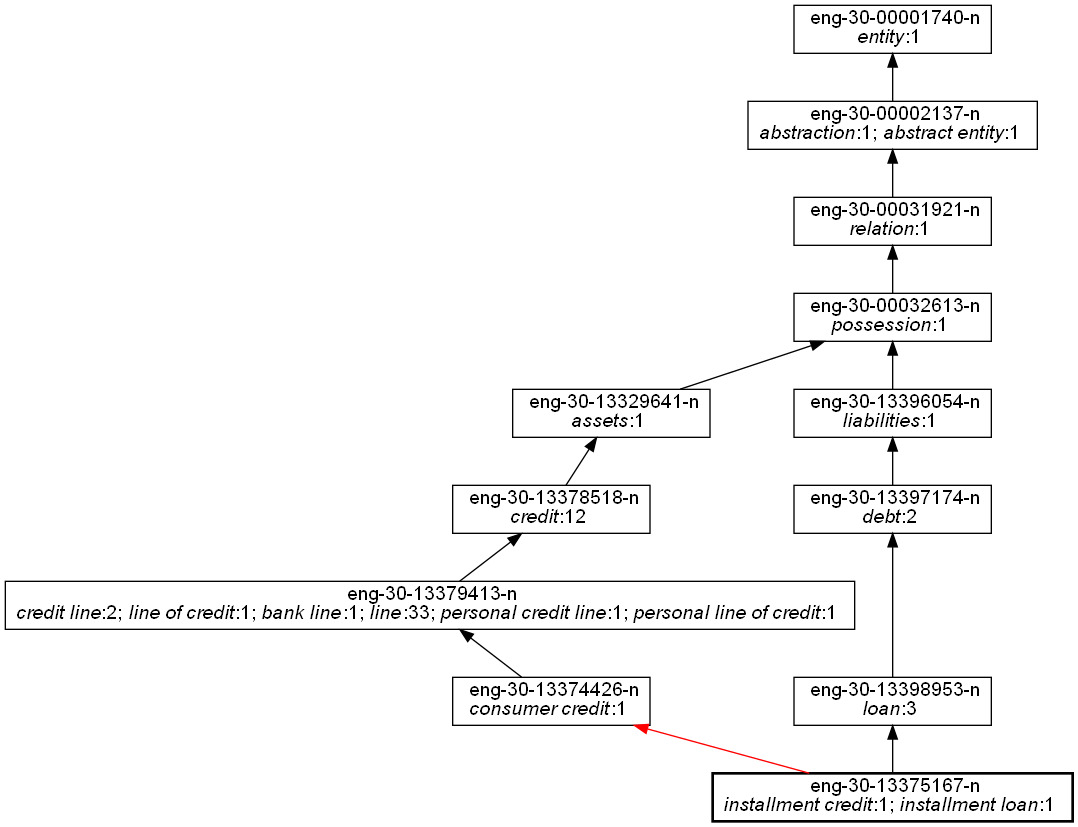 eng-30-00001740-n
entity:1
eng-30-00002137-n
abstraction:1; abstract entity:1
eng-30-00031921-n
relation:1
eng-30-00032613-n
possession:1
eng-30-13329641-n
assets:1
eng-30-13396054-n
liabilities:1
eng-30-13378518-n
credit:12
eng-30-13397174-n
debt:2
eng-30-13379413-n
credit line:2; line of credit:1; bank line:1; line:33; personal credit line:1; personal line of credit:1
eng-30-13374426-n
consumer credit:1
eng-30-13398953-n
loan:3
eng-30-13375167-n
installment credit:1; installment loan:1